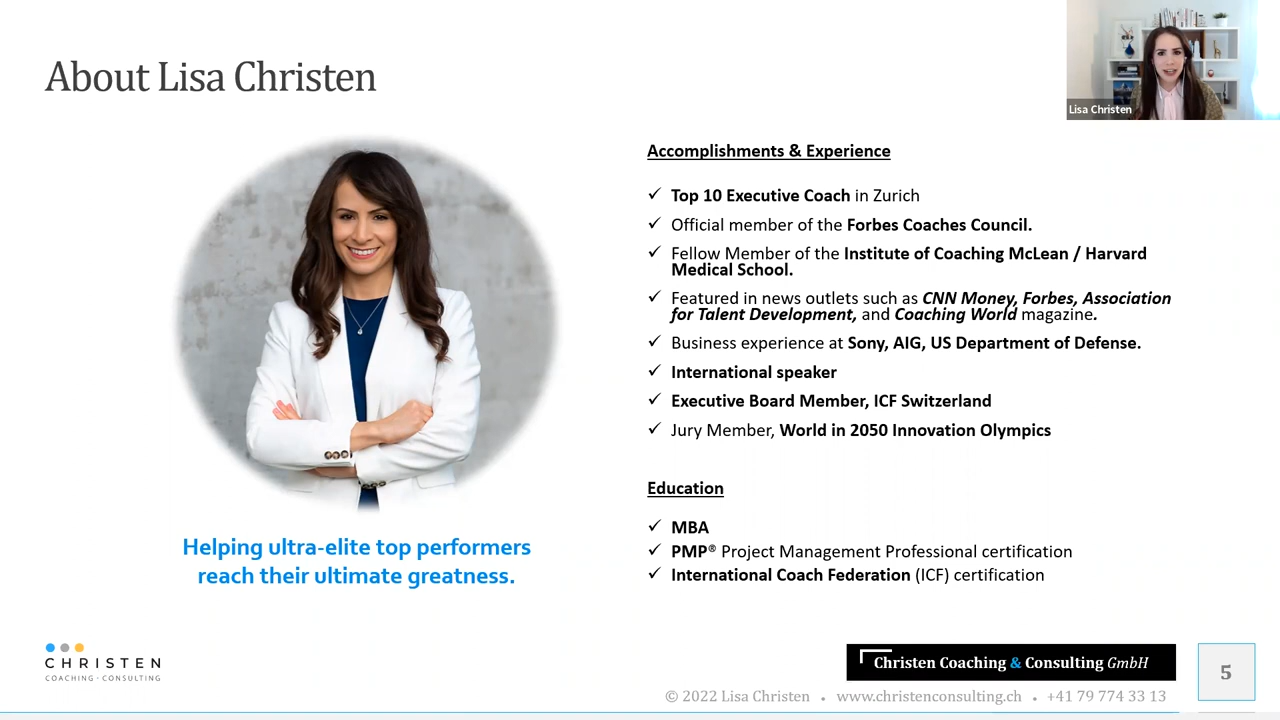 About Lisa Christen
Lisa Christen
Accomplishments & Experience
✓ Top 10 Executive Coach in Zurich
✓ Official member of the Forbes Coaches Council.
✓ Fellow Member of the Institute of Coaching McLean / Harvard
Medical School.
✓ Featured in news outlets such as CNN Money, Forbes, Association
for Talent Development, and Coaching World magazine.
✓ Business experience at Sony, AIG, US Department of Defense.
✓ International speaker
✓ Executive Board Member, ICF Switzerland
✓ Jury Member, World in 2050 Innovation Olympics
Education
✓ MBA
✓ PMP® Project Management Professional certification
✓ International Coach Federation (ICF) certification
Helping ultra-elite top performers
reach their ultimate greatness.
CHRISTEN
COACHING · CONSULTING
Christen Coaching & Consulting GmbH
5
© 2022 Lisa Christen • www.christenconsulting.ch • +41 79 774 33 13